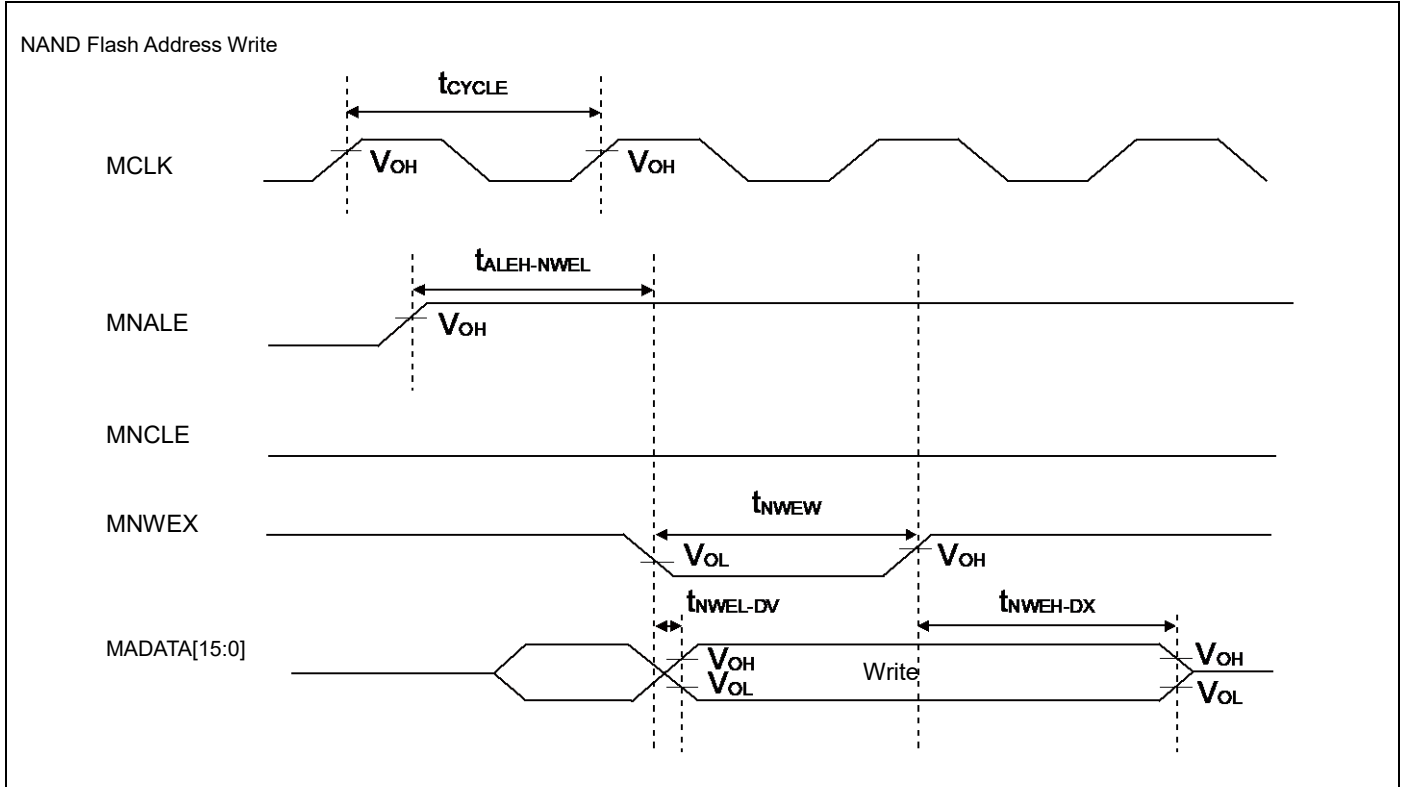 NAND Flash Address Write
tCYCLE
MCLK
VOH
VOH
tALEH-NWEL
MNALE
VOH
MNCLE
tNWEW
MNWEX
VOL
VOH
tNWEL-DV
tNWEH-DX
MADATA[15:0]
VOH
Write
VOH
VOL
VOL